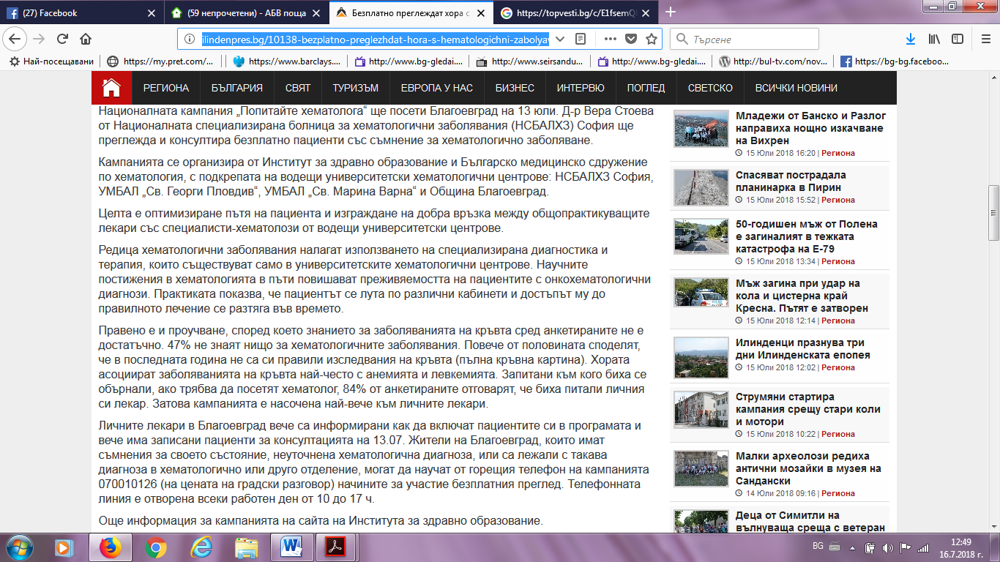 (27) Facebook
(59 непрочетени) - АБВ поща
Безплатно преглеждат хора с
https://topvesti.bg/c/E1fsemQ
ilindenpres.bg/10138-bezplatno-preglezhdat-hora-s-hematologichni-zabolyav
Търсене
Най-посещавани
https://my.pret.com/...
https://www.barclays....
http://www.bg-gledai....
http://www.seirsandu...
http://www.bg-gledai....
http://bul-tv.com/nov...
https://bg-bg.faceboo...
РЕГИОНА
БЪЛГАРИЯ
СВЯТ
ТУРИЗЪМ
ЕВРОПА У НАС
БИЗНЕС
ИНТЕРВЮ
ПОГЛЕД
СВЕТСКО
ВСИЧКИ НОВИНИ
Националната кампания „Попитайте хематолога“ ще посети Благоевград на 13 юли. Д-р Вера Стоева
от Националната специализирана болница за хематологични заболявания (НСБАЛХЗ) София ще
преглежда и консултира безплатно пациенти със съмнение за хематологично заболяване.
Кампанията се организира от Институт за здравно образование и Българско медицинско сдружение
по хематология, с подкрепата на водещи университетски хематологични центрове: НСБАЛХЗ София,
УМБАЛ „Св. Георги Пловдив“, УМБАЛ „Св. Марина Варна“ и Община Благоевград.
Целта е оптимизиране пътя на пациента и изграждане на добра връзка между общопрактикуващите
лекари със специалисти-хематолози от водещи университетски центрове.
Редица хематологични заболявания налагат използването на специализирана диагностика и
терапия, които съществуват само в университетските хематологични центрове. Научните
постижения в хематологията в пъти повишават преживяемостта на пациентите с онкохематологични
диагнози. Практиката показва, че пациентът се лута по различни кабинети и достъпът му до
правилното лечение се разтяга във времето.
Правено е и проучване, според което знанието за заболяванията на кръвта сред анкетираните не е
достатъчно. 47% не знаят нищо за хематологичните заболявания. Повече от половината споделят,
че в последната година не са си правили изследвания на кръвта (пълна кръвна картина). Хората
асоциират заболяванията на кръвта най-често с анемията и левкемията. Запитани към кого биха се
обърнали, ако трябва да посетят хематолог, 84% от анкетираните отговарят, че биха питали личния
си лекар. Затова кампанията е насочена най-вече към личните лекари.
Личните лекари в Благоевград вече са информирани как да включат пациентите си в програмата и
вече има записани пациенти за консултацията на 13.07. Жители на Благоевград, които имат
съмнения за своето състояние, неуточнена хематологична диагноза, или са лежали с такава
диагноза в хематологично или друго отделение, могат да научат от горещия телефон на кампанията
070010126 (на цената на градски разговор) начините за участие безплатния преглед. Телефонната
линия е отворена всеки работен ден от 10 до 17 ч.
Още информация за кампанията на сайта на Института за здравно образование.
Младежи от Банско и Разлог
направиха нощно изкачване
на Вихрен
15 Юли 2018 16:20 | Региона
Спасяват пострадала
планинарка в Пирин
15 Юли 2018 15:52 | Региона
50-годишен мъж от Полена
е загиналият в тежката
катастрофа на Е-79
15 Юли 2018 13:34 | Региона
Мъж загина при удар на
кола и цистерна край
Кресна. Пътят е затворен
15 Юли 2018 12:14 | Региона
Илинденци празнува три
дни Илинденската епопея
15 Юли 2018 12:02 | Региона
Струмяни стартира
кампания срещу стари коли
и мотори
15 Юли 2018 10:22 | Региона
Малки археолози редиха
антични мозайки в музея на
Сандански
14 Юли 2018 09:16 | Региона
Деца от Симитли на
вълнуваща среща с ветеран
BG
12:49
16.7.2018 г.